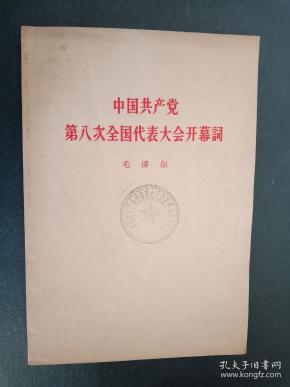 中国共产党
第八次全国代表大会开幕詞
毛泽东
孔夫子旧书网